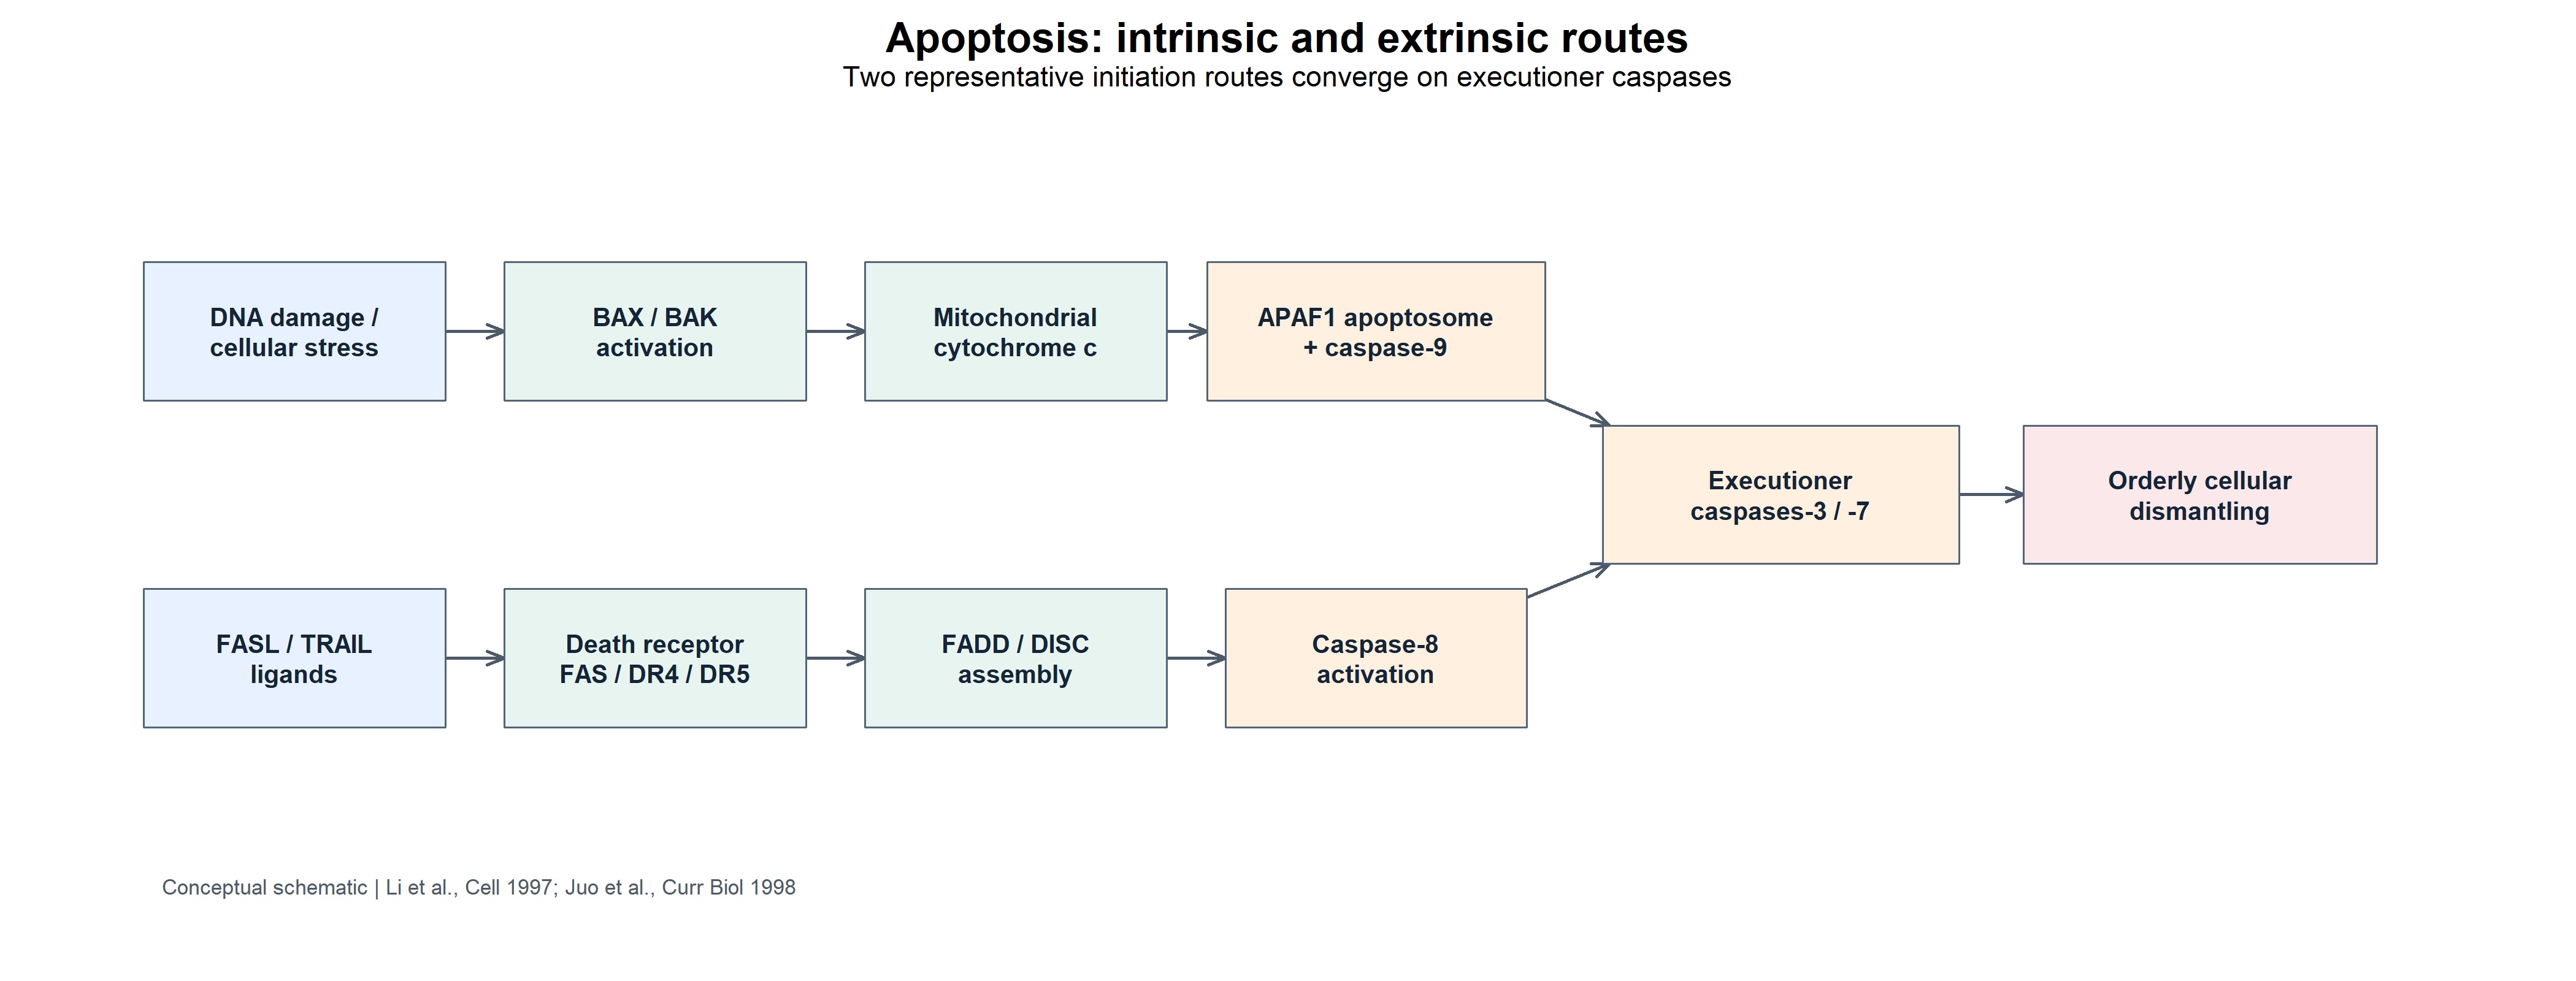 Apoptosis: intrinsic and extrinsic routes
Two representative initiation routes converge on executioner caspases
DNA damage /
cellular stress
BAX / BAK
activation
Mitochondrial
cytochrome c
APAF1 apoptosome
+ caspase-9
Executioner
caspases-3 / -7
Orderly cellular
dismantling
FASL / TRAIL
ligands
Death receptor
FAS / DR4 / DR5
FADD / DISC
assembly
Caspase-8
activation
Conceptual schematic | Li et al., Cell 1997; Juo et al., Curr Biol 1998